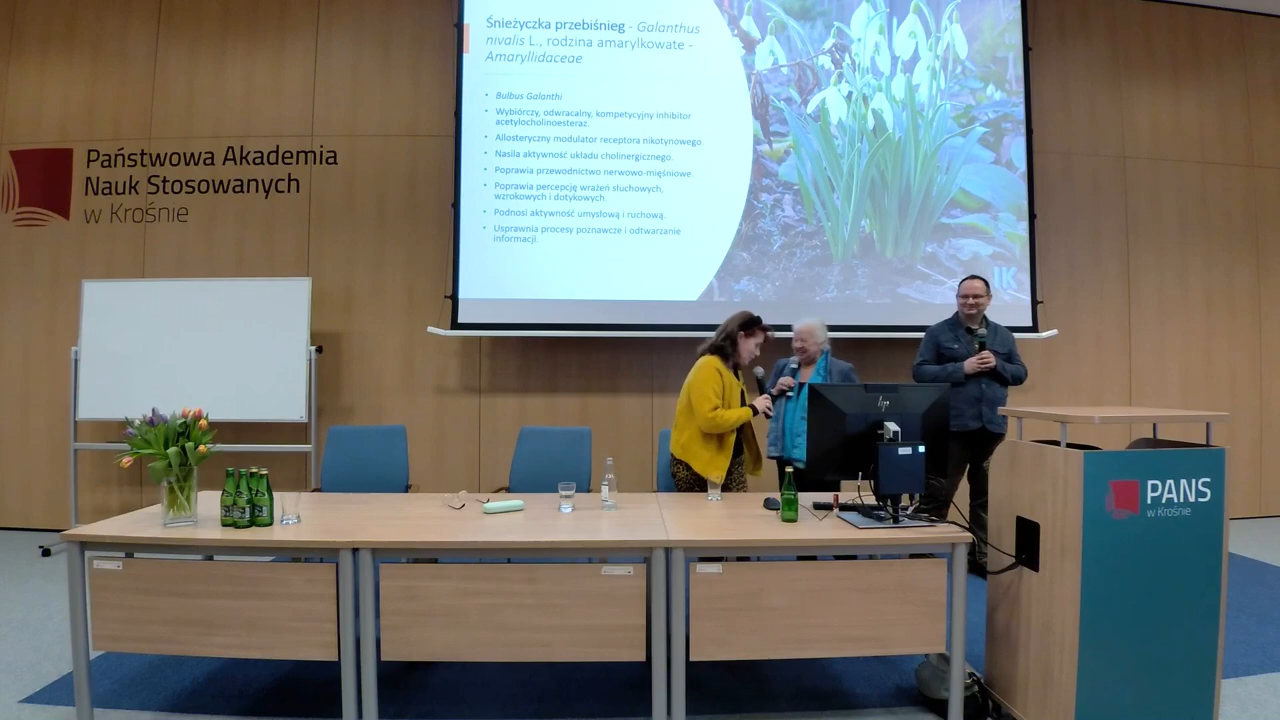 Śnieżyczka przebiśnieg - Galanthus
nivalis L., rodzina amarylkowate -
Amaryllidaceae
• Bulbus Galanthi
• Wybiórczy, odwracalny, kompetycyjny inhibitor
acetylocholinoesteraz.
• Allosteryczny modulator receptora nikotynowego.
• Nasila aktywność układu cholinergicznego.
• Poprawia przewodnictwo nerwowo-mięśniowe.
• Poprawia percepcję wrażeń słuchowych,
wzrokowych i dotykowych.
• Podnosi aktywność umysłową i ruchową.
• Usprawnia procesy poznawcze i odtwarzanie
informacji.
Państwowa Akademia
Nauk Stosowanych
w Krośnie
hp
PANS
w Krośnie